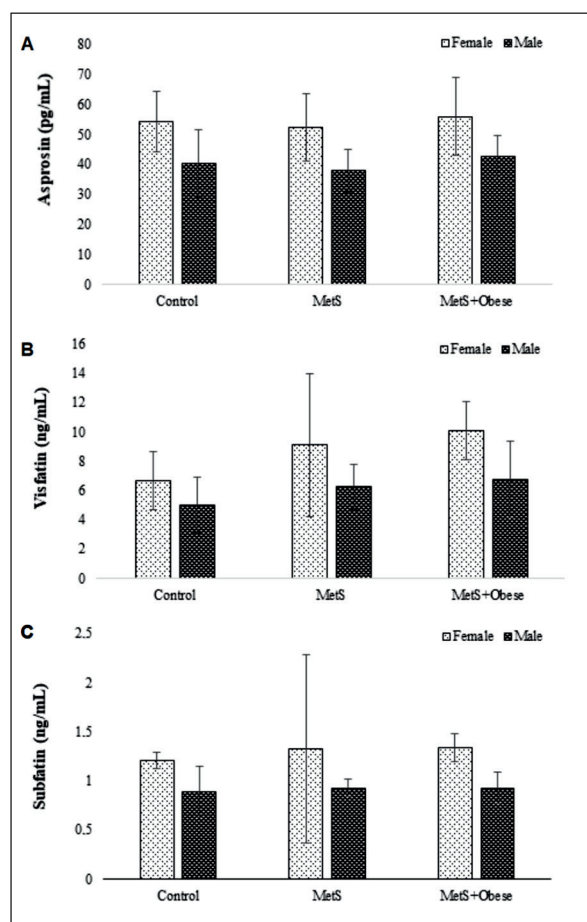 A
Asprosin (pg/mL)
80
70
60
50
40
30
20
10
0
Female Male
Control MetS MetS+Obese
B
Visfatin (ng/mL)
16
14
12
10
8
6
4
2
0
Female Male
Control MetS MetS+Obese
C
Subfatin (ng/mL)
2.5
2
1.5
1
0.5
0
Female Male
Control MetS MetS+Obese